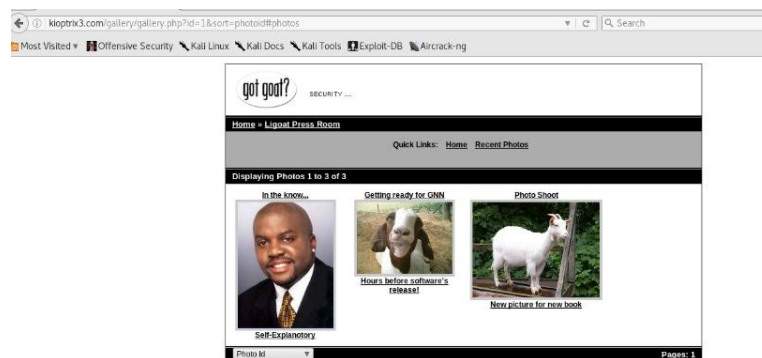 kioptrix3.com/gallery/gallery.php?id=1&sort=photoid#photos
Search
Most Visited
Offensive Security
Kali Linux
Kali Docs
Kali Tools
Exploit-DB
Aircrack-ng
got goat?
SECURITY ....
Home » Ligoat Press Room
Quick Links: Home Recent Photos
Displaying Photos 1 to 3 of 3
In the know...
Getting ready for GNN
Photo Shoot
Hours before software's
release!
New picture for new book
Self-Explanotory
Photo Id
Pages: 1